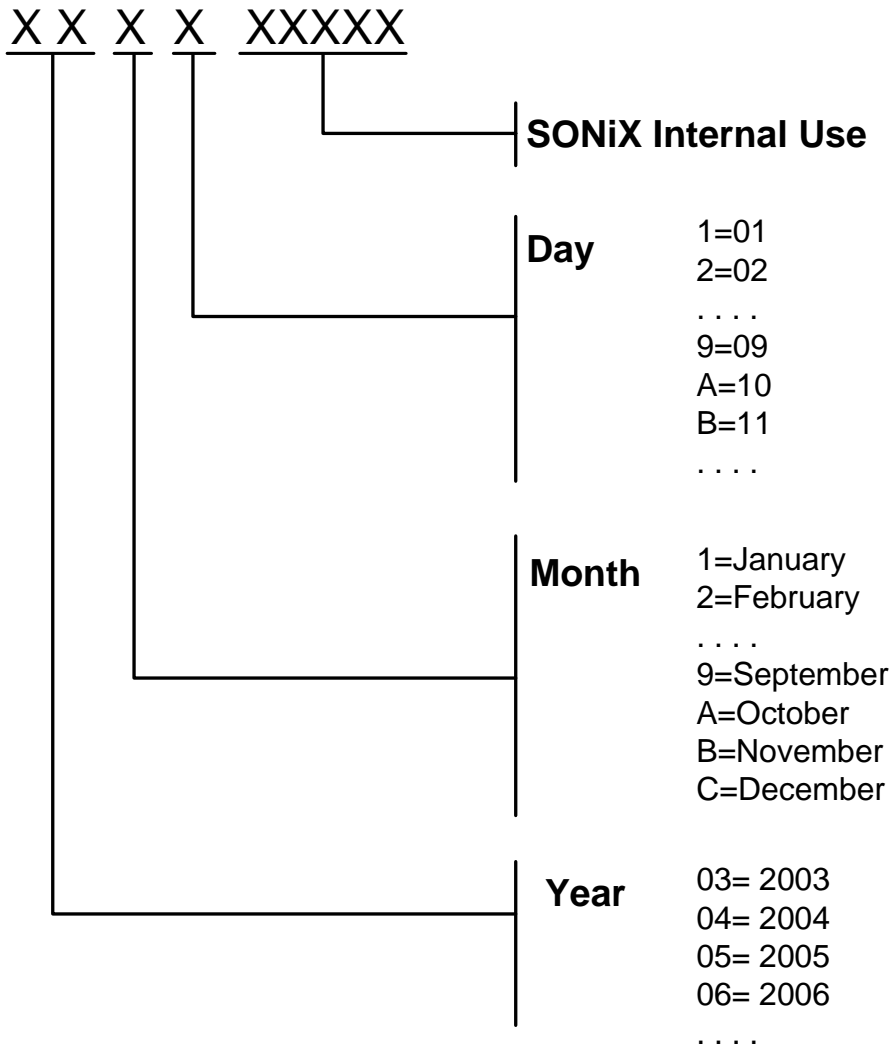 X X X X XXXXX
SONiX Internal Use
Day
1=01
2=02
. . . .
9=09
A=10
B=11
. . . .
Month
1=January
2=February
. . . .
9=September
A=October
B=November
C=December
Year
03= 2003
04= 2004
05= 2005
06= 2006
. . . .